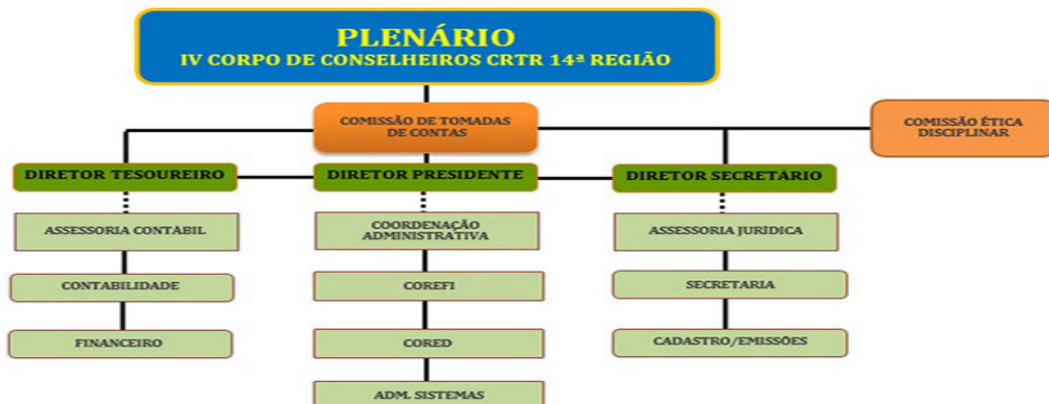 PLENÁRIO
IV CORPO DE CONSELHEIROS CRTR 14ª REGIÃO
COMISSÃO DE TOMADAS
DE CONTAS
COMISSÃO ÉTICA
DISCIPLINAR
DIRETOR TESOUREIRO
DIRETOR PRESIDENTE
DIRETOR SECRETÁRIO
ASSESSORIA CONTÁBIL
COORDENAÇÃO
ADMINISTRATIVA
ASSESSORIA JURÍDICA
CONTABILIDADE
COREFI
SECRETARIA
FINANCEIRO
CORED
CADASTRO/EMISSÕES
ADM. SISTEMAS